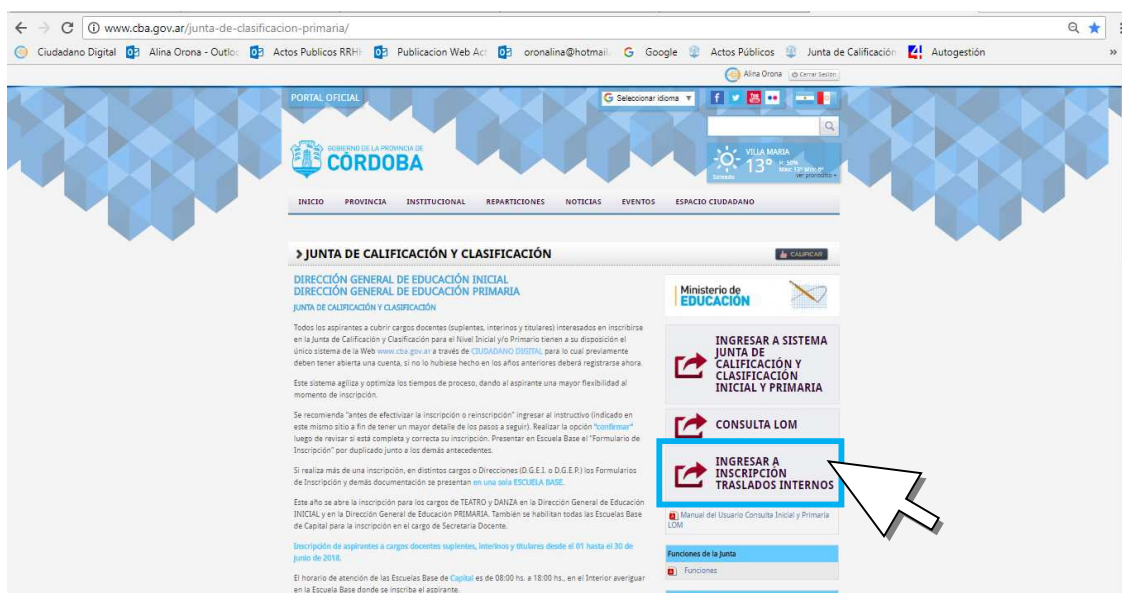 www.cba.gov.ar/junta-de-clasificacion-primaria/
Ciudadano Digital Alina Orona - Outloo Actos Publicos RRHH Publicacion Web Act oronalina@hotmail. Google Actos Públicos Junta de Calificación Autogestión »
Alina Orona Cerrar Sesión
PORTAL OFICIAL
Seleccionar idioma
GOBIERNO DE LA PROVINCIA DE
CÓRDOBA
VILLA MARIA
13°
H: 50%
ver pronóstico
INICIO PROVINCIA INSTITUCIONAL REPARTICIONES NOTICIAS EVENTOS ESPACIO CIUDADANO
JUNTA DE CALIFICACIÓN Y CLASIFICACIÓN
CALIFICAR
DIRECCIÓN GENERAL DE EDUCACIÓN INICIAL
DIRECCIÓN GENERAL DE EDUCACIÓN PRIMARIA
JUNTA DE CALIFICACIÓN Y CLASIFICACIÓN
Todos los aspirantes a cubrir cargos docentes (suplentes, interinos y titulares) interesados en inscribirse
en la Junta de Calificación y Clasificación para el Nivel Inicial y/o Primario tienen a su disposición el
único sistema de la Web www.cba.gov.ar a través de CIUDADANO DIGITAL para lo cual previamente
deben tener abierta una cuenta, si no lo hubiese hecho en los años anteriores deberá registrarse ahora.
Este sistema agiliza y optimiza los tiempos de proceso, dando al aspirante una mayor flexibilidad al
momento de inscripción.
Se recomienda "antes de efectivizar la inscripción o reinscripción" ingresar al instructivo (indicado en
este mismo sitio a fin de tener un mayor detalle de los pasos a seguir). Realizar la opción "confirmar"
luego de revisar si está completa y correcta su inscripción. Presentar en Escuela Base el "Formulario de
Inscripción" por duplicado junto a los demás antecedentes.
Si realiza más de una inscripción, en distintos cargos o Direcciones (D.G.E.I. o D.G.E.P.) los Formularios
de Inscripción y demás documentación se presentan en una sola ESCUELA BASE.
Este año se abre la inscripción para los cargos de TEATRO y DANZA en la Dirección General de Educación
INICIAL y en la Dirección General de Educación PRIMARIA. También se habilitan todas las Escuelas Base
de Capital para la inscripción en el cargo de Secretaria Docente.
Inscripción de aspirantes a cargos docentes suplentes, interinos y titulares desde el 01 hasta el 30 de
junio de 2018.
El horario de atención de las Escuelas Base de Capital es de 08:00 hs. a 18:00 hs., en el Interior averiguar
en la Escuela Base donde se inscriba el aspirante.
Ministerio de
EDUCACIÓN
INGRESAR A SISTEMA
JUNTA DE
CALIFICACIÓN Y
CLASIFICACIÓN
INICIAL Y PRIMARIA
CONSULTA LOM
INGRESAR A
INSCRIPCIÓN
TRASLADOS INTERNOS
Manual del Usuario Consulta Inicial y Primaria
LOM
Funciones de la Junta
Funciones